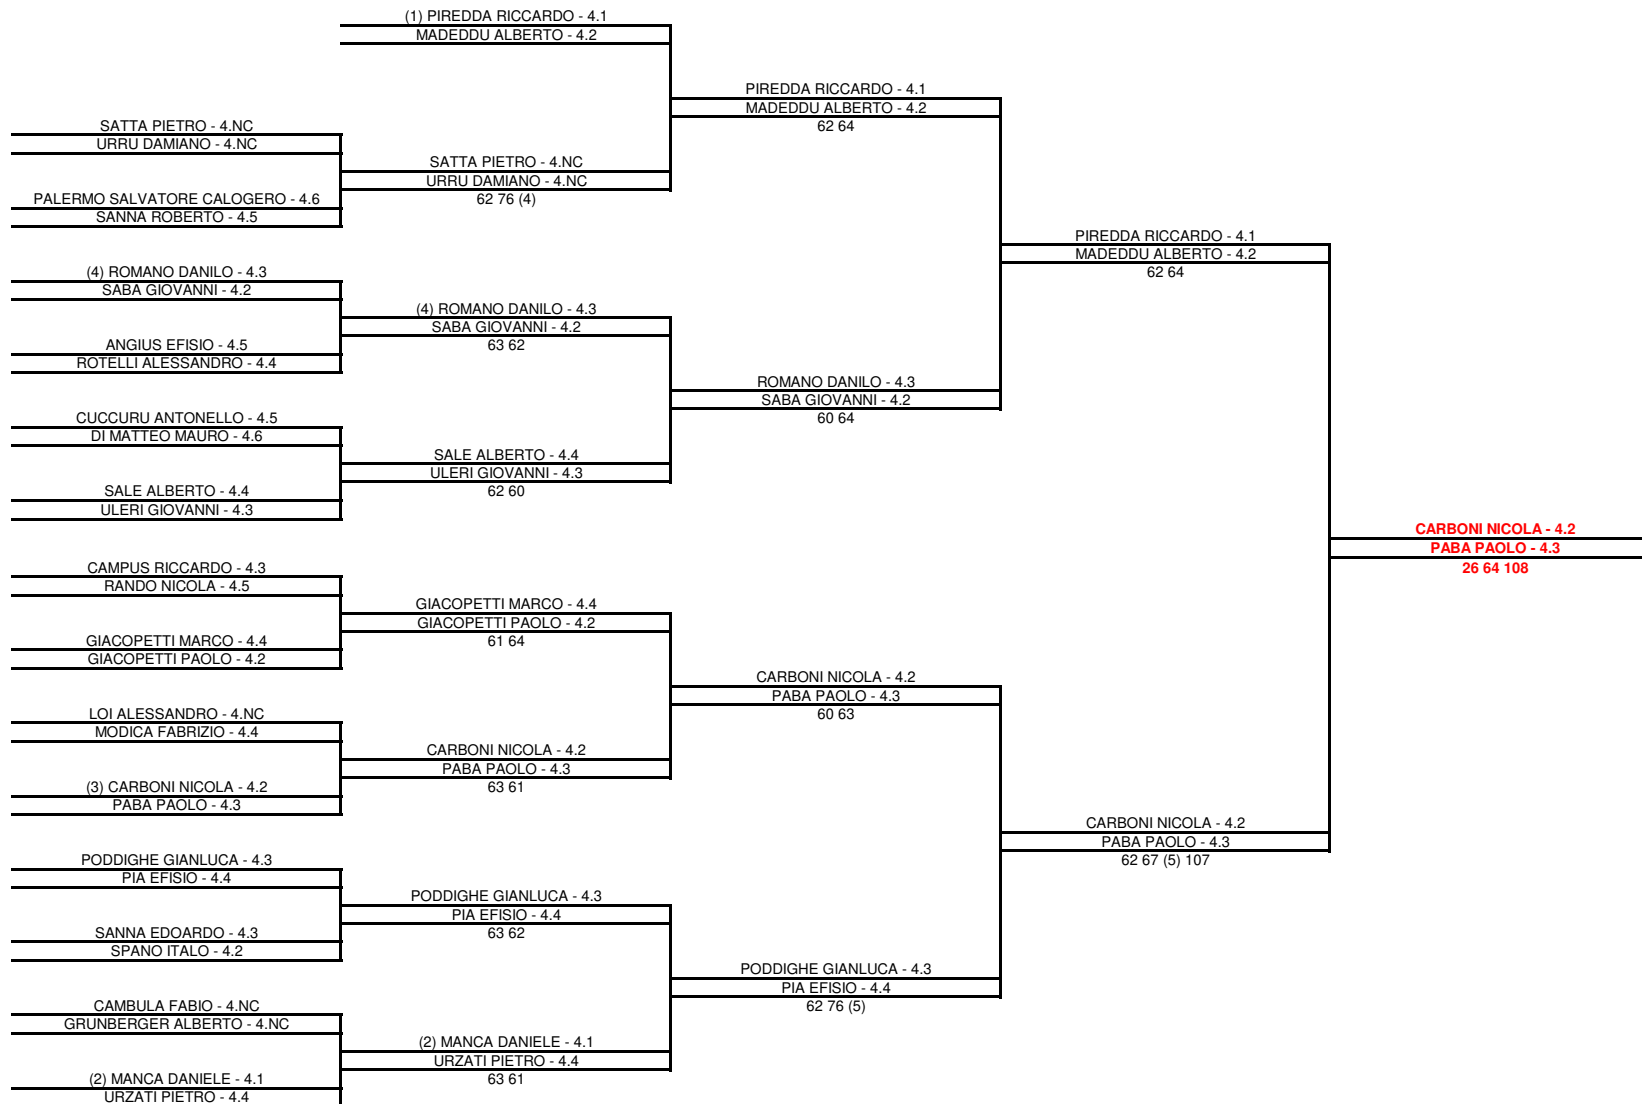 (1) PIREDDA RICCARDO - 4.1
MADEDDU ALBERTO - 4.2
PIREDDA RICCARDO - 4.1
MADEDDU ALBERTO - 4.2
62 64
SATTA PIETRO - 4.NC
URRU DAMIANO - 4.NC
SATTA PIETRO - 4.NC
URRU DAMIANO - 4.NC
62 76 (4)
PALERMO SALVATORE CALOGERO - 4.6
SANNA ROBERTO - 4.5
PIREDDA RICCARDO - 4.1
MADEDDU ALBERTO - 4.2
62 64
(4) ROMANO DANILO - 4.3
SABA GIOVANNI - 4.2
(4) ROMANO DANILO - 4.3
SABA GIOVANNI - 4.2
63 62
ANGIUS EFISIO - 4.5
ROTELLI ALESSANDRO - 4.4
ROMANO DANILO - 4.3
SABA GIOVANNI - 4.2
60 64
CUCCURU ANTONELLO - 4.5
DI MATTEO MAURO - 4.6
SALE ALBERTO - 4.4
ULERI GIOVANNI - 4.3
62 60
SALE ALBERTO - 4.4
ULERI GIOVANNI - 4.3
CARBONI NICOLA - 4.2
PABA PAOLO - 4.3
26 64 108
CAMPUS RICCARDO - 4.3
RANDO NICOLA - 4.5
GIACOPETTI MARCO - 4.4
GIACOPETTI PAOLO - 4.2
61 64
GIACOPETTI MARCO - 4.4
GIACOPETTI PAOLO - 4.2
CARBONI NICOLA - 4.2
PABA PAOLO - 4.3
60 63
LOI ALESSANDRO - 4.NC
MODICA FABRIZIO - 4.4
CARBONI NICOLA - 4.2
PABA PAOLO - 4.3
63 61
(3) CARBONI NICOLA - 4.2
PABA PAOLO - 4.3
CARBONI NICOLA - 4.2
PABA PAOLO - 4.3
62 67 (5) 107
PODDIGHE GIANLUCA - 4.3
PIA EFISIO - 4.4
PODDIGHE GIANLUCA - 4.3
PIA EFISIO - 4.4
63 62
SANNA EDOARDO - 4.3
SPANO ITALO - 4.2
PODDIGHE GIANLUCA - 4.3
PIA EFISIO - 4.4
62 76 (5)
CAMBULA FABIO - 4.NC
GRUNBERGER ALBERTO - 4.NC
(2) MANCA DANIELE - 4.1
URZATI PIETRO - 4.4
63 61
(2) MANCA DANIELE - 4.1
URZATI PIETRO - 4.4